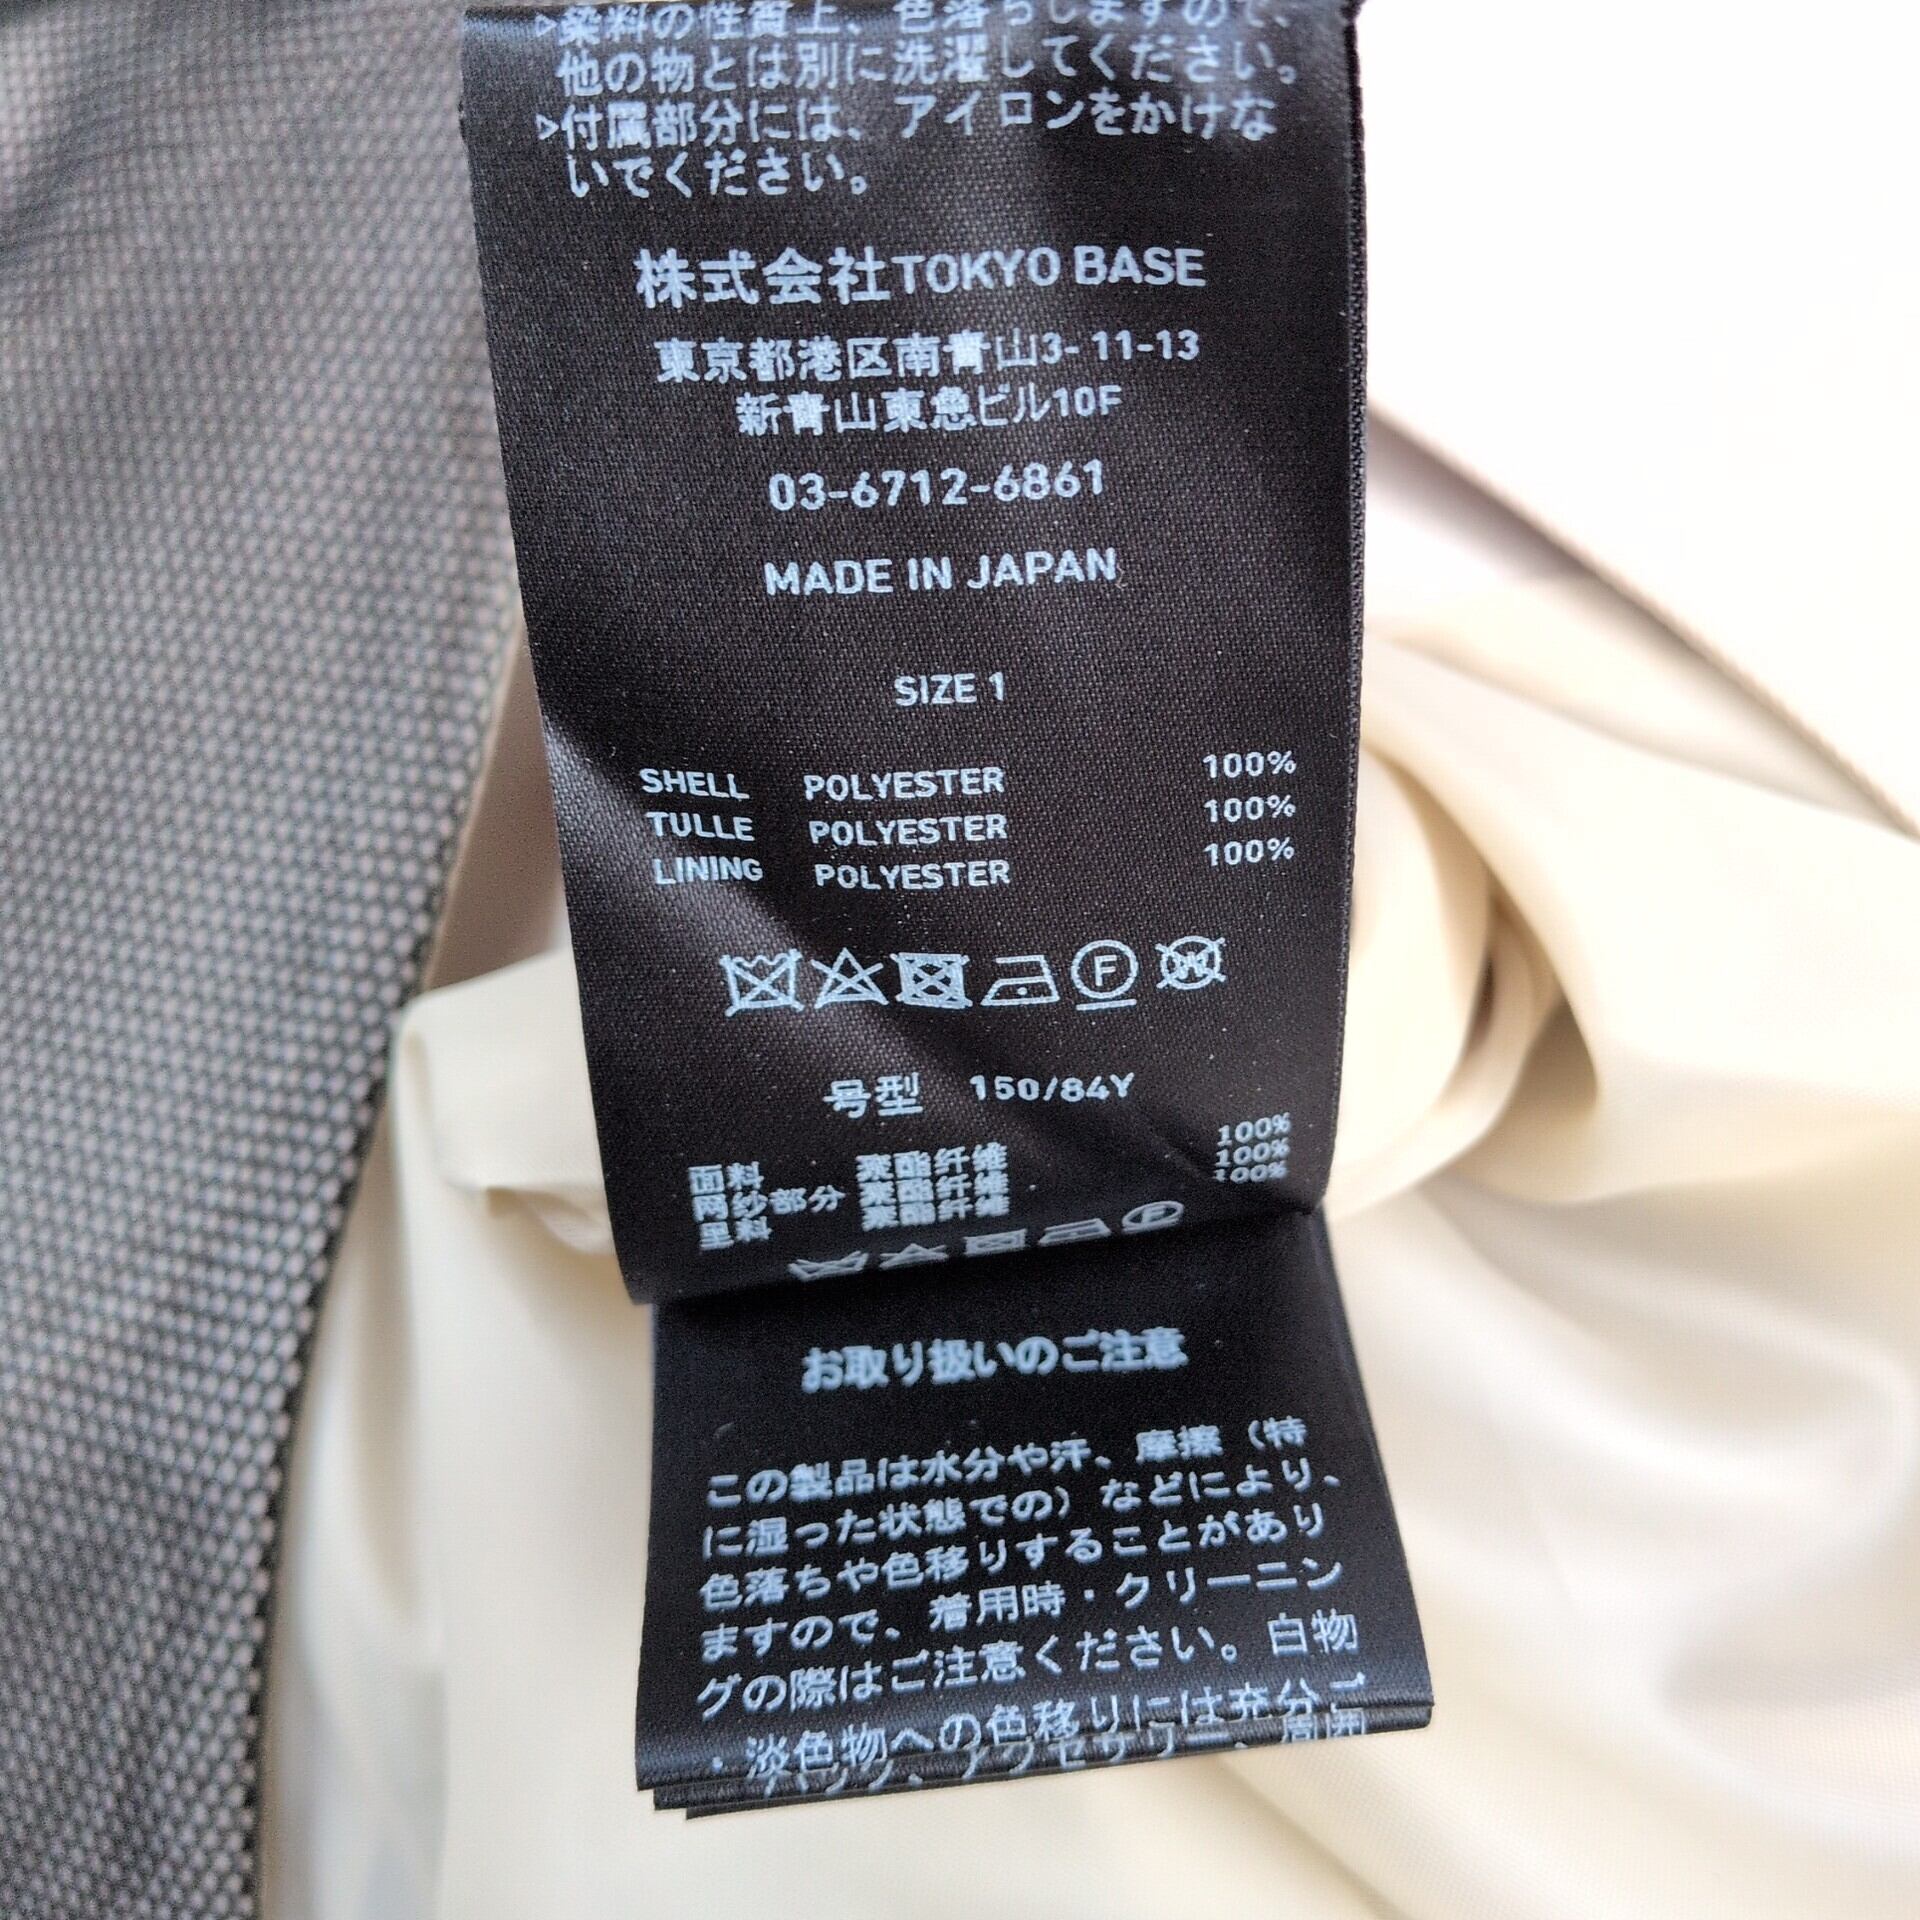 ▷染料の性質上、色落ちしますので、
他の物とは別に洗濯してください。
▷付属部分には、アイロンをかけな
いでください。
株式会社TOKYO BASE
東京都港区南青山3-11-13
新青山東急ビル10F
03-6712-6861
MADE IN JAPAN
SIZE 1
SHELL POLYESTER 100%
TULLE POLYESTER 100%
LINING POLYESTER 100%
F W
号型 150/84Y
面料 聚酯纤维 100%
网纱部分 聚酯纤维 100%
里料 聚酯纤维 100%
お取り扱いのご注意
この製品は水分や汗、摩擦(特
に湿った状態での)などにより、
色落ちや色移りすることがあり
ますので、着用時・クリーニン
グの際はご注意ください。白物
・淡色物への色移りには充分ご
バッグ、アクセサリー、周囲